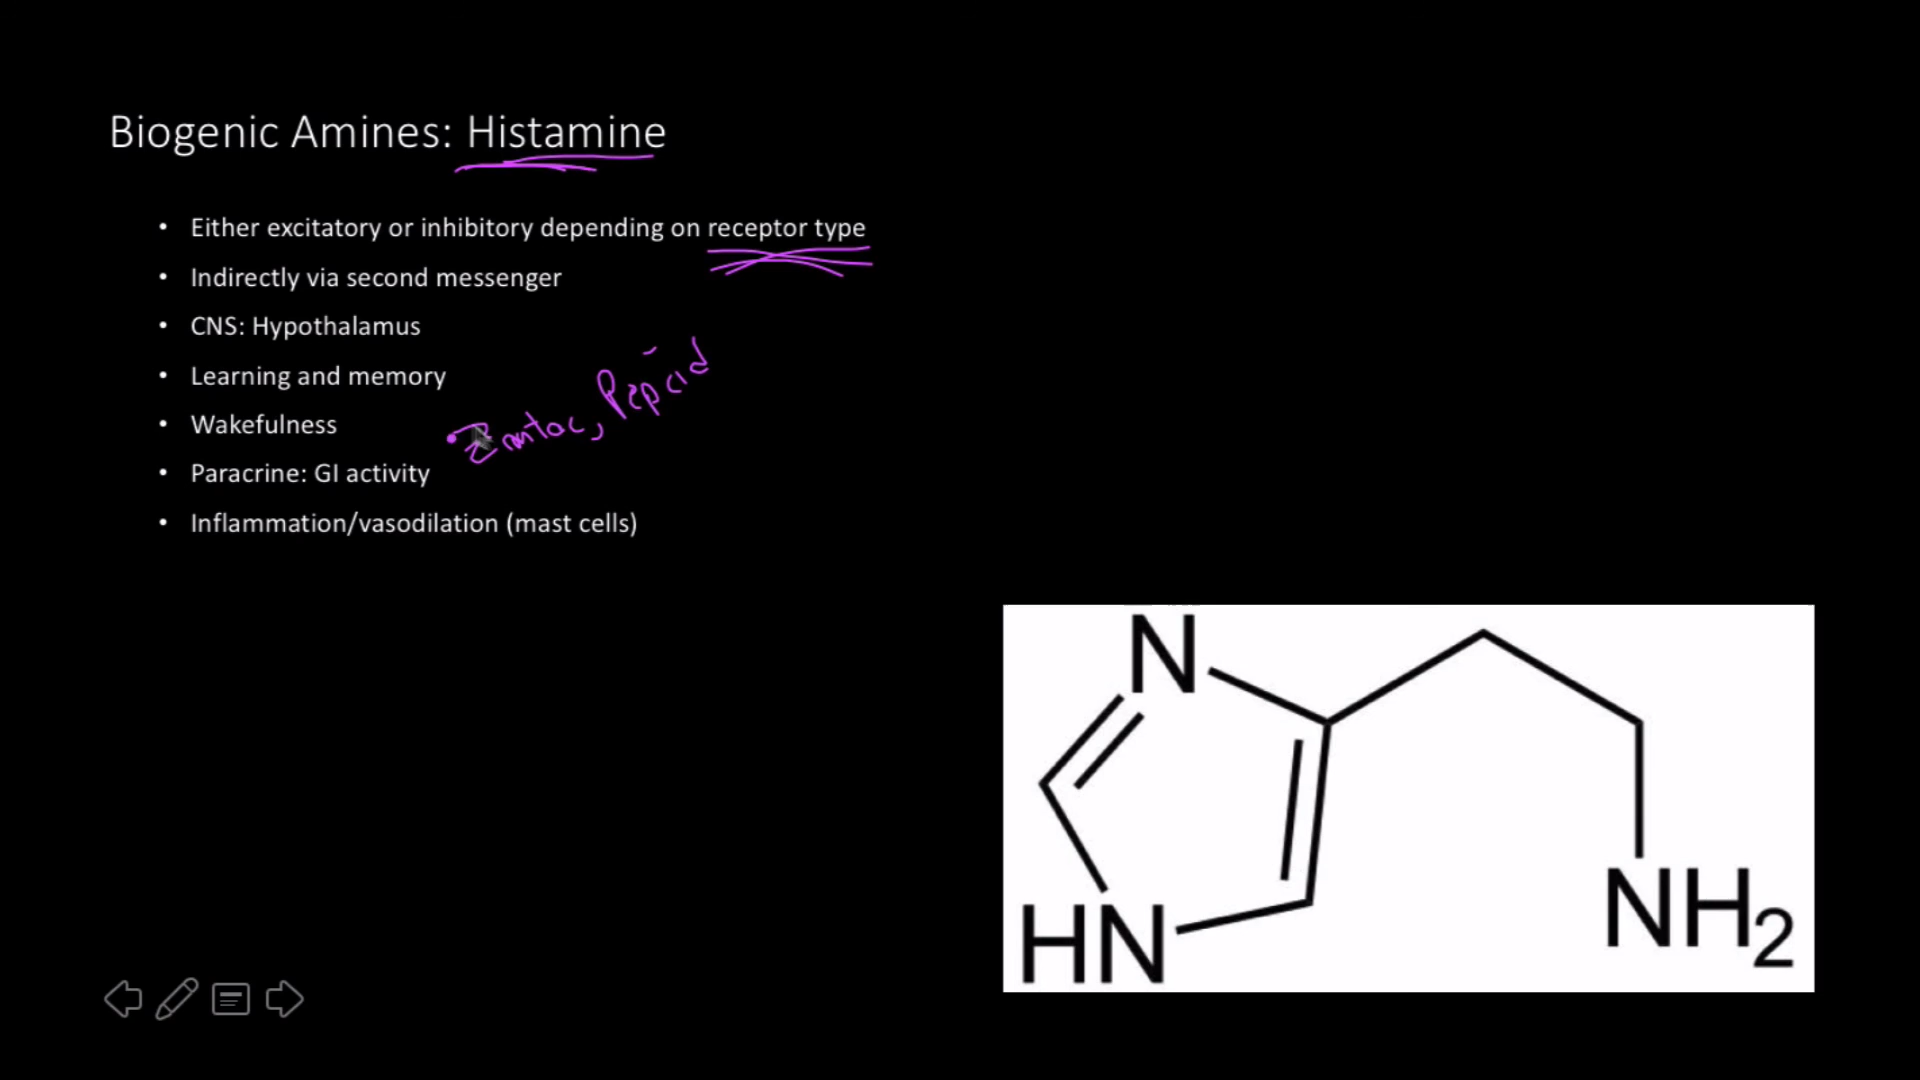 Biogenic Amines: Histamine
• Either excitatory or inhibitory depending on receptor type
• Indirectly via second messenger
• CNS: Hypothalamus
• Learning and memory
• Wakefulness
Zantac, Pepcid
• Paracrine: GI activity
• Inflammation/vasodilation (mast cells)
N
HN
NH2